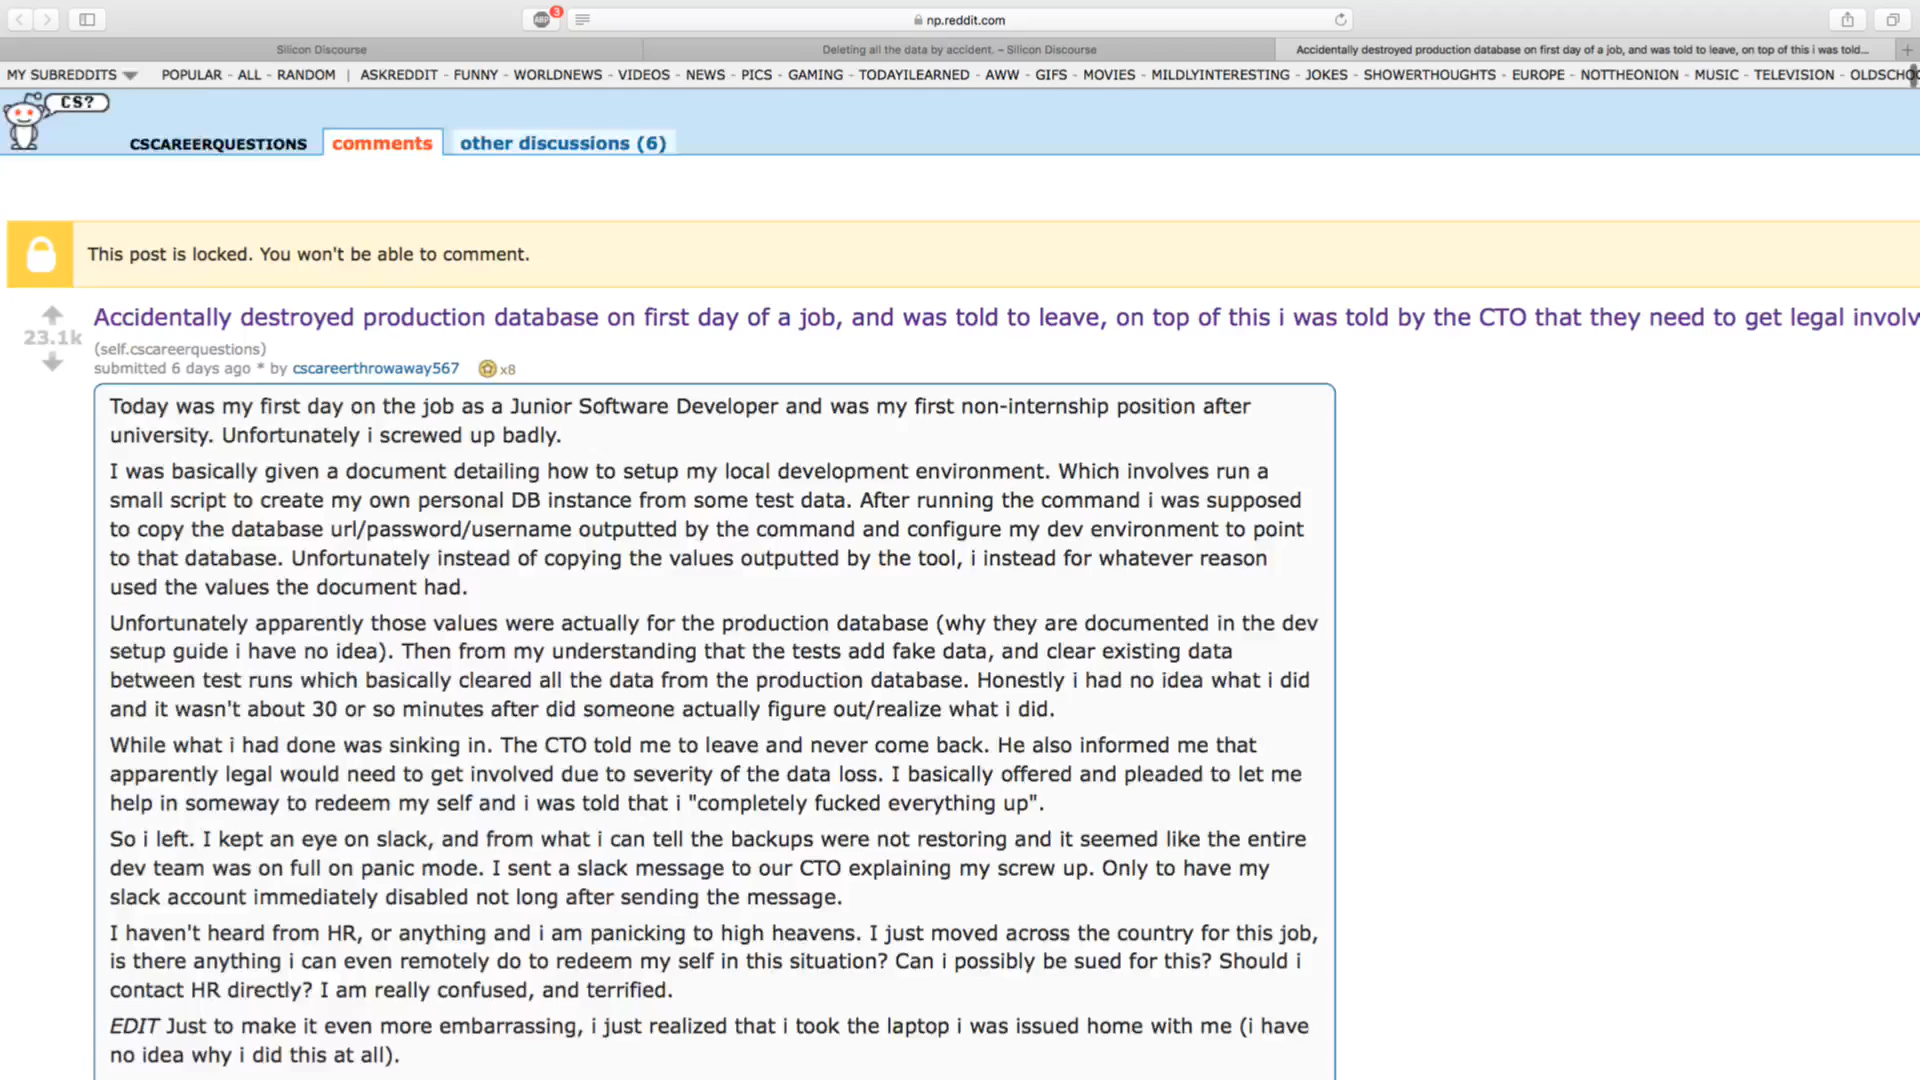 np.reddit.com
3
ABP
Silicon Discourse
Deleting all the data by accident. – Silicon Discourse
Accidentally destroyed production database on first day of a job, and was told to leave, on top of this i was told...
MY SUBREDDITS POPULAR - ALL - RANDOM | ASKREDDIT - FUNNY - WORLDNEWS - VIDEOS - NEWS - PICS - GAMING - TODAYILEARNED - AWW - GIFS - MOVIES - MILDLYINTERESTING - JOKES - SHOWERTHOUGHTS - EUROPE - NOTTHEONION - MUSIC - TELEVISION - OLDSCHO
CS?
CSCAREERQUESTIONS comments other discussions (6)
This post is locked. You won't be able to comment.
Accidentally destroyed production database on first day of a job, and was told to leave, on top of this i was told by the CTO that they need to get legal involv
23.1k
(self.cscareerquestions)
submitted 6 days ago * by cscareerthrowaway567 x8
Today was my first day on the job as a Junior Software Developer and was my first non-internship position after
university. Unfortunately i screwed up badly.
I was basically given a document detailing how to setup my local development environment. Which involves run a
small script to create my own personal DB instance from some test data. After running the command i was supposed
to copy the database url/password/username outputted by the command and configure my dev environment to point
to that database. Unfortunately instead of copying the values outputted by the tool, i instead for whatever reason
used the values the document had.
Unfortunately apparently those values were actually for the production database (why they are documented in the dev
setup guide i have no idea). Then from my understanding that the tests add fake data, and clear existing data
between test runs which basically cleared all the data from the production database. Honestly i had no idea what i did
and it wasn't about 30 or so minutes after did someone actually figure out/realize what i did.
While what i had done was sinking in. The CTO told me to leave and never come back. He also informed me that
apparently legal would need to get involved due to severity of the data loss. I basically offered and pleaded to let me
help in someway to redeem my self and i was told that i "completely fucked everything up".
So i left. I kept an eye on slack, and from what i can tell the backups were not restoring and it seemed like the entire
dev team was on full on panic mode. I sent a slack message to our CTO explaining my screw up. Only to have my
slack account immediately disabled not long after sending the message.
I haven't heard from HR, or anything and i am panicking to high heavens. I just moved across the country for this job,
is there anything i can even remotely do to redeem my self in this situation? Can i possibly be sued for this? Should i
contact HR directly? I am really confused, and terrified.
EDIT Just to make it even more embarrassing, i just realized that i took the laptop i was issued home with me (i have
no idea why i did this at all).